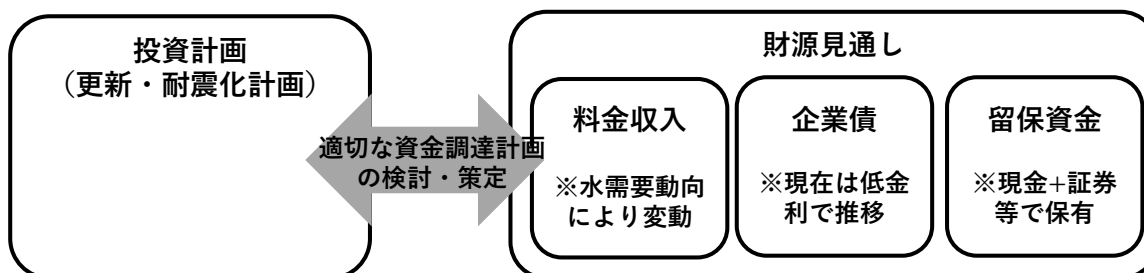 投資計画
（更新・耐震化計画）
適切な資金調達計画
の検討・策定
財源見通し
料金収入
※水需要動向
により変動
企業債
※現在は低金
利で推移
留保資金
※現金+証券
等で保有